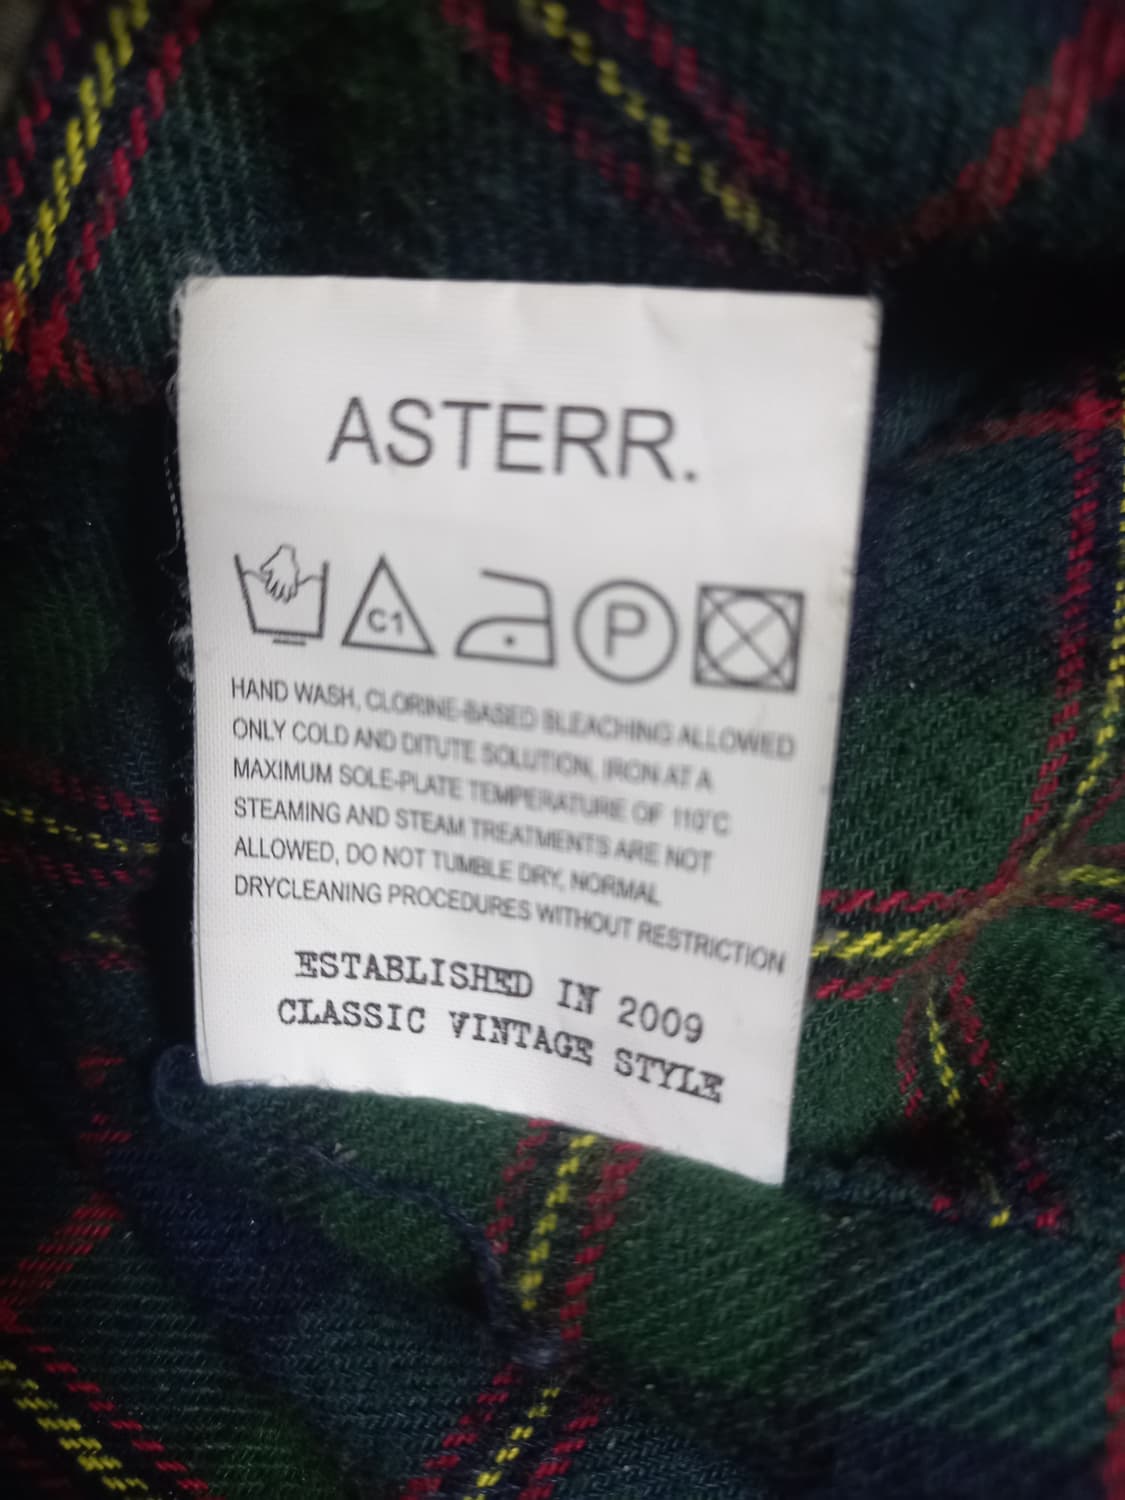 ASTERR.
C1 P
HAND WASH, CLORINE-BASED BLEACHING ALLOWED
ONLY COLD AND DITUTE SOLUTION, IRON AT A
MAXIMUM SOLE-PLATE TEMPERATURE OF 110°C
STEAMING AND STEAM TREATMENTS ARE NOT
ALLOWED, DO NOT TUMBLE DRY, NORMAL
DRYCLEANING PROCEDURES WITHOUT RESTRICTION
ESTABLISHED IN 2009
CLASSIC VINTAGE STYLE